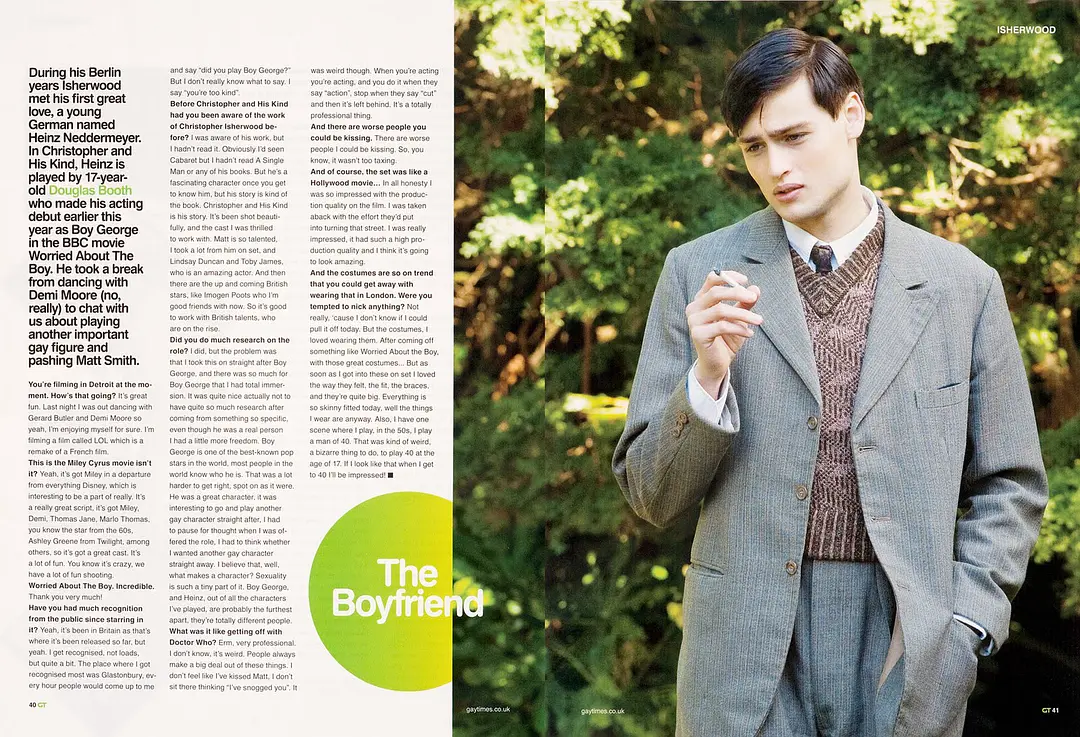 During his Berlin
years Isherwood
met his first great
love, a young
German named
Heinz Neddermeyer.
In Christopher and
His Kind, Heinz is
played by 17-year-
old Douglas Booth
who made his acting
debut earlier this
year as Boy George
in the BBC movie
Worried About The
Boy. He took a break
from dancing with
Demi Moore (no,
really) to chat with
us about playing
another important
gay figure and
pashing Matt Smith.
You're filming in Detroit at the mo-
ment. How's that going? It's great
fun. Last night I was out dancing with
Gerard Butler and Demi Moore so
yeah, I'm enjoying myself for sure. I'm
filming a film called LOL which is a
remake of a French film.
This is the Miley Cyrus movie isn't
it? Yeah, it's got Miley in a departure
from everything Disney, which is
interesting to be a part of really. It's
a really great script, it's got Miley,
Demi, Thomas Jane, Marlo Thomas,
you know the star from the 60s,
Ashley Greene from Twilight, among
others, so it's got a great cast. It's
a lot of fun. You know it's crazy, we
have a lot of fun shooting.
Worried About The Boy. Incredible.
Thank you very much!
Have you had much recognition
from the public since starring in
it? Yeah, it's been in Britain as that's
where it's been released so far, but
yeah. I get recognised, not loads,
but quite a bit. The place where I got
recognised most was Glastonbury, ev-
ery hour people would come up to me
and say "did you play Boy George?"
But I don't really know what to say. I
say "you're too kind".
Before Christopher and His Kind
had you been aware of the work
of Christopher Isherwood be-
fore? I was aware of his work, but
I hadn't read it. Obviously I'd seen
Cabaret but I hadn't read A Single
Man or any of his books. But he's a
fascinating character once you get
to know him, but his story is kind of
the book. Christopher and His Kind
is his story. It's been shot beauti-
fully, and the cast I was thrilled
to work with. Matt is so talented,
I took a lot from him on set, and
Lindsay Duncan and Toby James,
who is an amazing actor. And then
there are the up and coming British
stars, like Imogen Poots who I'm
good friends with now. So it's good
to work with British talents, who
are on the rise.
Did you do much research on the
role? I did, but the problem was
that I took this on straight after Boy
George, and there was so much for
Boy George that I had total immer-
sion. It was quite nice actually not to
have quite so much research after
coming from something so specific,
even though he was a real person
I had a little more freedom. Boy
George is one of the best-known pop
stars in the world, most people in the
world know who he is. That was a lot
harder to get right, spot on as it were.
He was a great character, it was
interesting to go and play another
gay character straight after, I had
to pause for thought when I was of-
fered the role, I had to think whether
I wanted another gay character
straight away. I believe that, well,
what makes a character? Sexuality
is such a tiny part of it. Boy George,
and Heinz, out of all the characters
I've played, are probably the furthest
apart, they're totally different people.
What was it like getting off with
Doctor Who? Erm, very professional.
I don't know, it's weird. People always
make a big deal out of these things. I
don't feel like I've kissed Matt, I don't
sit there thinking "I've snogged you". It
was weird though. When you're acting
you're acting, and you do it when they
say "action", stop when they say "cut"
and then it's left behind. It's a totally
professional thing.
And there are worse people you
could be kissing. There are worse
people I could be kissing. So, you
know, it wasn't too taxing.
And of course, the set was like a
Hollywood movie... In all honesty I
was so impressed with the produc-
tion quality on the film. I was taken
aback with the effort they'd put
into turning that street. I was really
impressed, it had such a high pro-
duction quality and I think it's going
to look amazing.
And the costumes are so on trend
that you could get away with
wearing that in London. Were you
tempted to nick anything? Not
really, 'cause I don't know if I could
pull it off today. But the costumes, I
loved wearing them. After coming off
something like Worried About the Boy,
with those great costumes... But as
soon as I got into these on set I loved
the way they felt, the fit, the braces,
and they're quite big. Everything is
so skinny fitted today, well the things
I wear are anyway. Also, I have one
scene where I play, in the 50s, I play
a man of 40. That was kind of weird,
a bizarre thing to do, to play 40 at the
age of 17. If I look like that when I get
to 40 I'll be impressed! ■
The
Boyfriend
40 GT
gaytimes.co.uk
ISHERWOOD
gaytimes.co.uk
GT 41